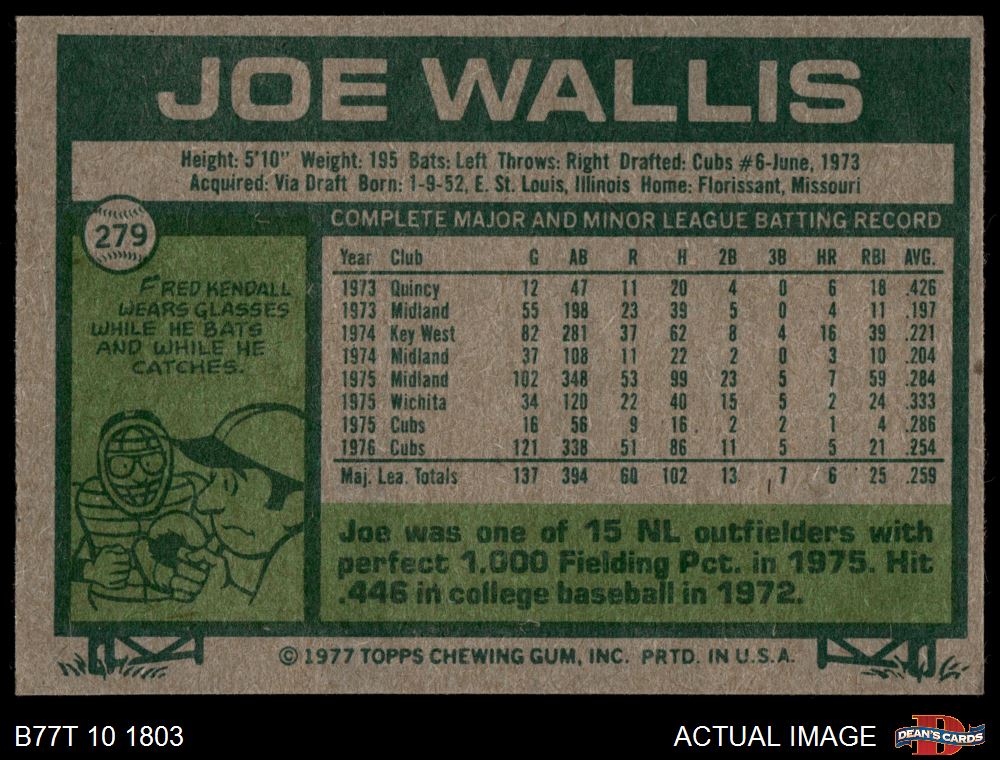 JOE WALLIS
Height: 5'10" Weight: 195 Bats: Left Throws: Right Drafted: Cubs #6-June, 1973
Acquired: Via Draft Born: 1-9-52, E. St. Louis, Illinois Home: Florissant, Missouri
279
FRED KENDALL
WEARS GLASSES
WHILE HE BATS
AND WHILE HE
CATCHES.
COMPLETE MAJOR AND MINOR LEAGUE BATTING RECORD
Year Club G AB R H 2B 3B HR RBI AVG.
1973 Quincy 12 47 11 20 4 0 6 18 .426
1973 Midland 55 198 23 39 5 0 4 11 .197
1974 Key West 82 281 37 62 8 4 16 39 .221
1974 Midland 37 108 11 22 2 0 3 10 .204
1975 Midland 102 348 53 99 23 5 7 59 .284
1975 Wichita 34 120 22 40 15 5 2 24 .333
1975 Cubs 16 56 9 16 2 2 1 4 .286
1976 Cubs 121 338 51 86 11 5 5 21 .254
Maj. Lea. Totals 137 394 60 102 13 7 6 25 .259
Joe was one of 15 NL outfielders with
perfect 1.000 Fielding Pct. in 1975. Hit
.446 in college baseball in 1972.
©1977 TOPPS CHEWING GUM, INC. PRTD. IN U.S.A.
B77T 10 1803
ACTUAL IMAGE
DEAN'S CARDS